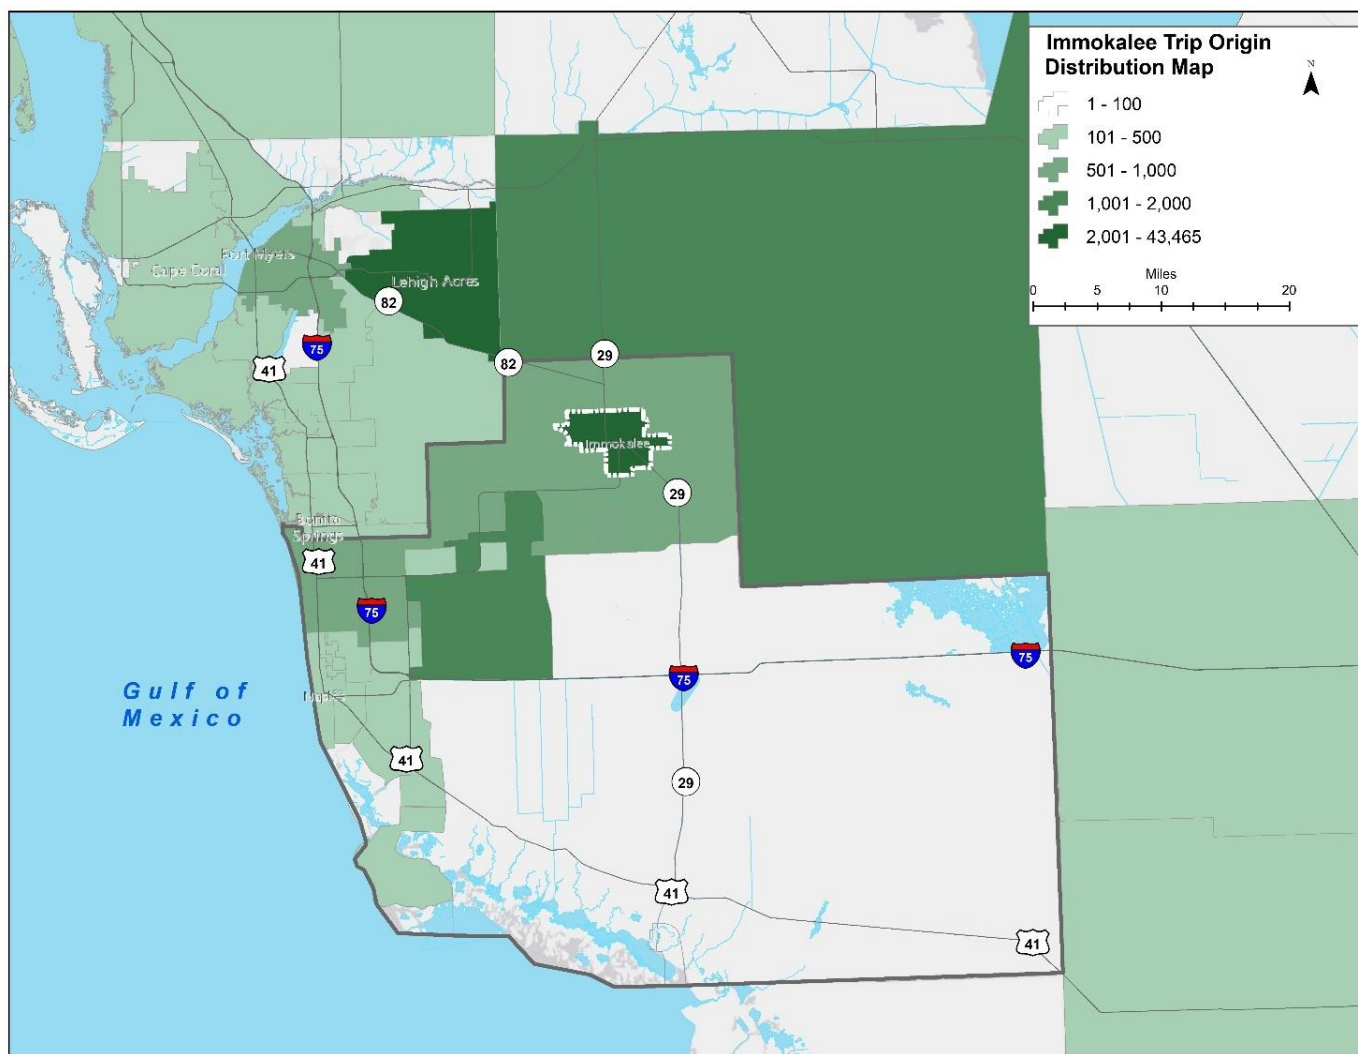 Immokalee Trip Origin
Distribution Map
N
1 - 100
101 - 500
501 - 1,000
1,001 - 2,000
2,001 - 43,465
Miles
0 5 10 20
Fort Myers
Cape Coral
Lehigh Acres
82
75
41
82
29
Immokalee
29
Bonita
Springs
41
75
75
75
Gulf of
Mexico
Naples
41
29
41
41